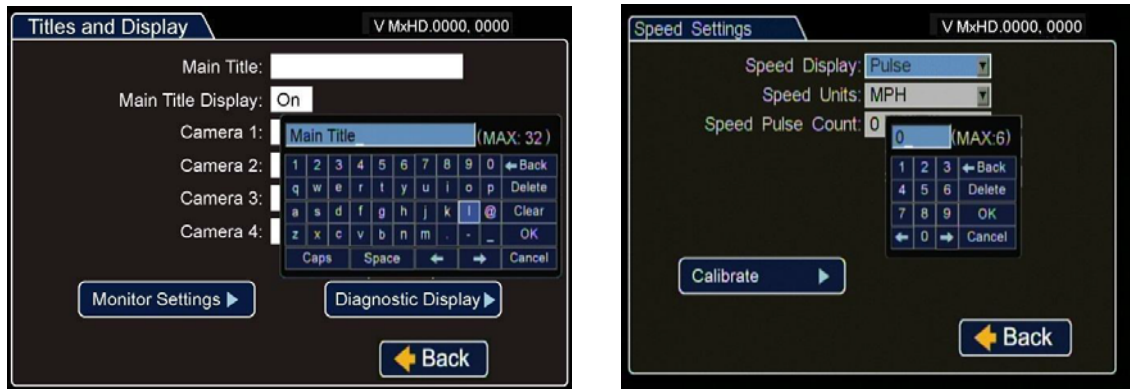 Titles and Display
V MxHD.0000, 0000
Main Title:
Main Title Display: On
Camera 1:
Camera 2:
Camera 3:
Camera 4:
Main Title_ (MAX: 32 )
1 2 3 4 5 6 7 8 9 0 Back
q w e r t y u i o p Delete
a s d f g h j k l @ Clear
z x c v b n m . - _ OK
Caps Space Cancel
Monitor Settings
Diagnostic Display
Back
Speed Settings
V MxHD.0000, 0000
Speed Display: Pulse
Speed Units: MPH
Speed Pulse Count: 0
0_ (MAX:6)
1 2 3 Back
4 5 6 Delete
7 8 9 OK
0 Cancel
Calibrate
Back